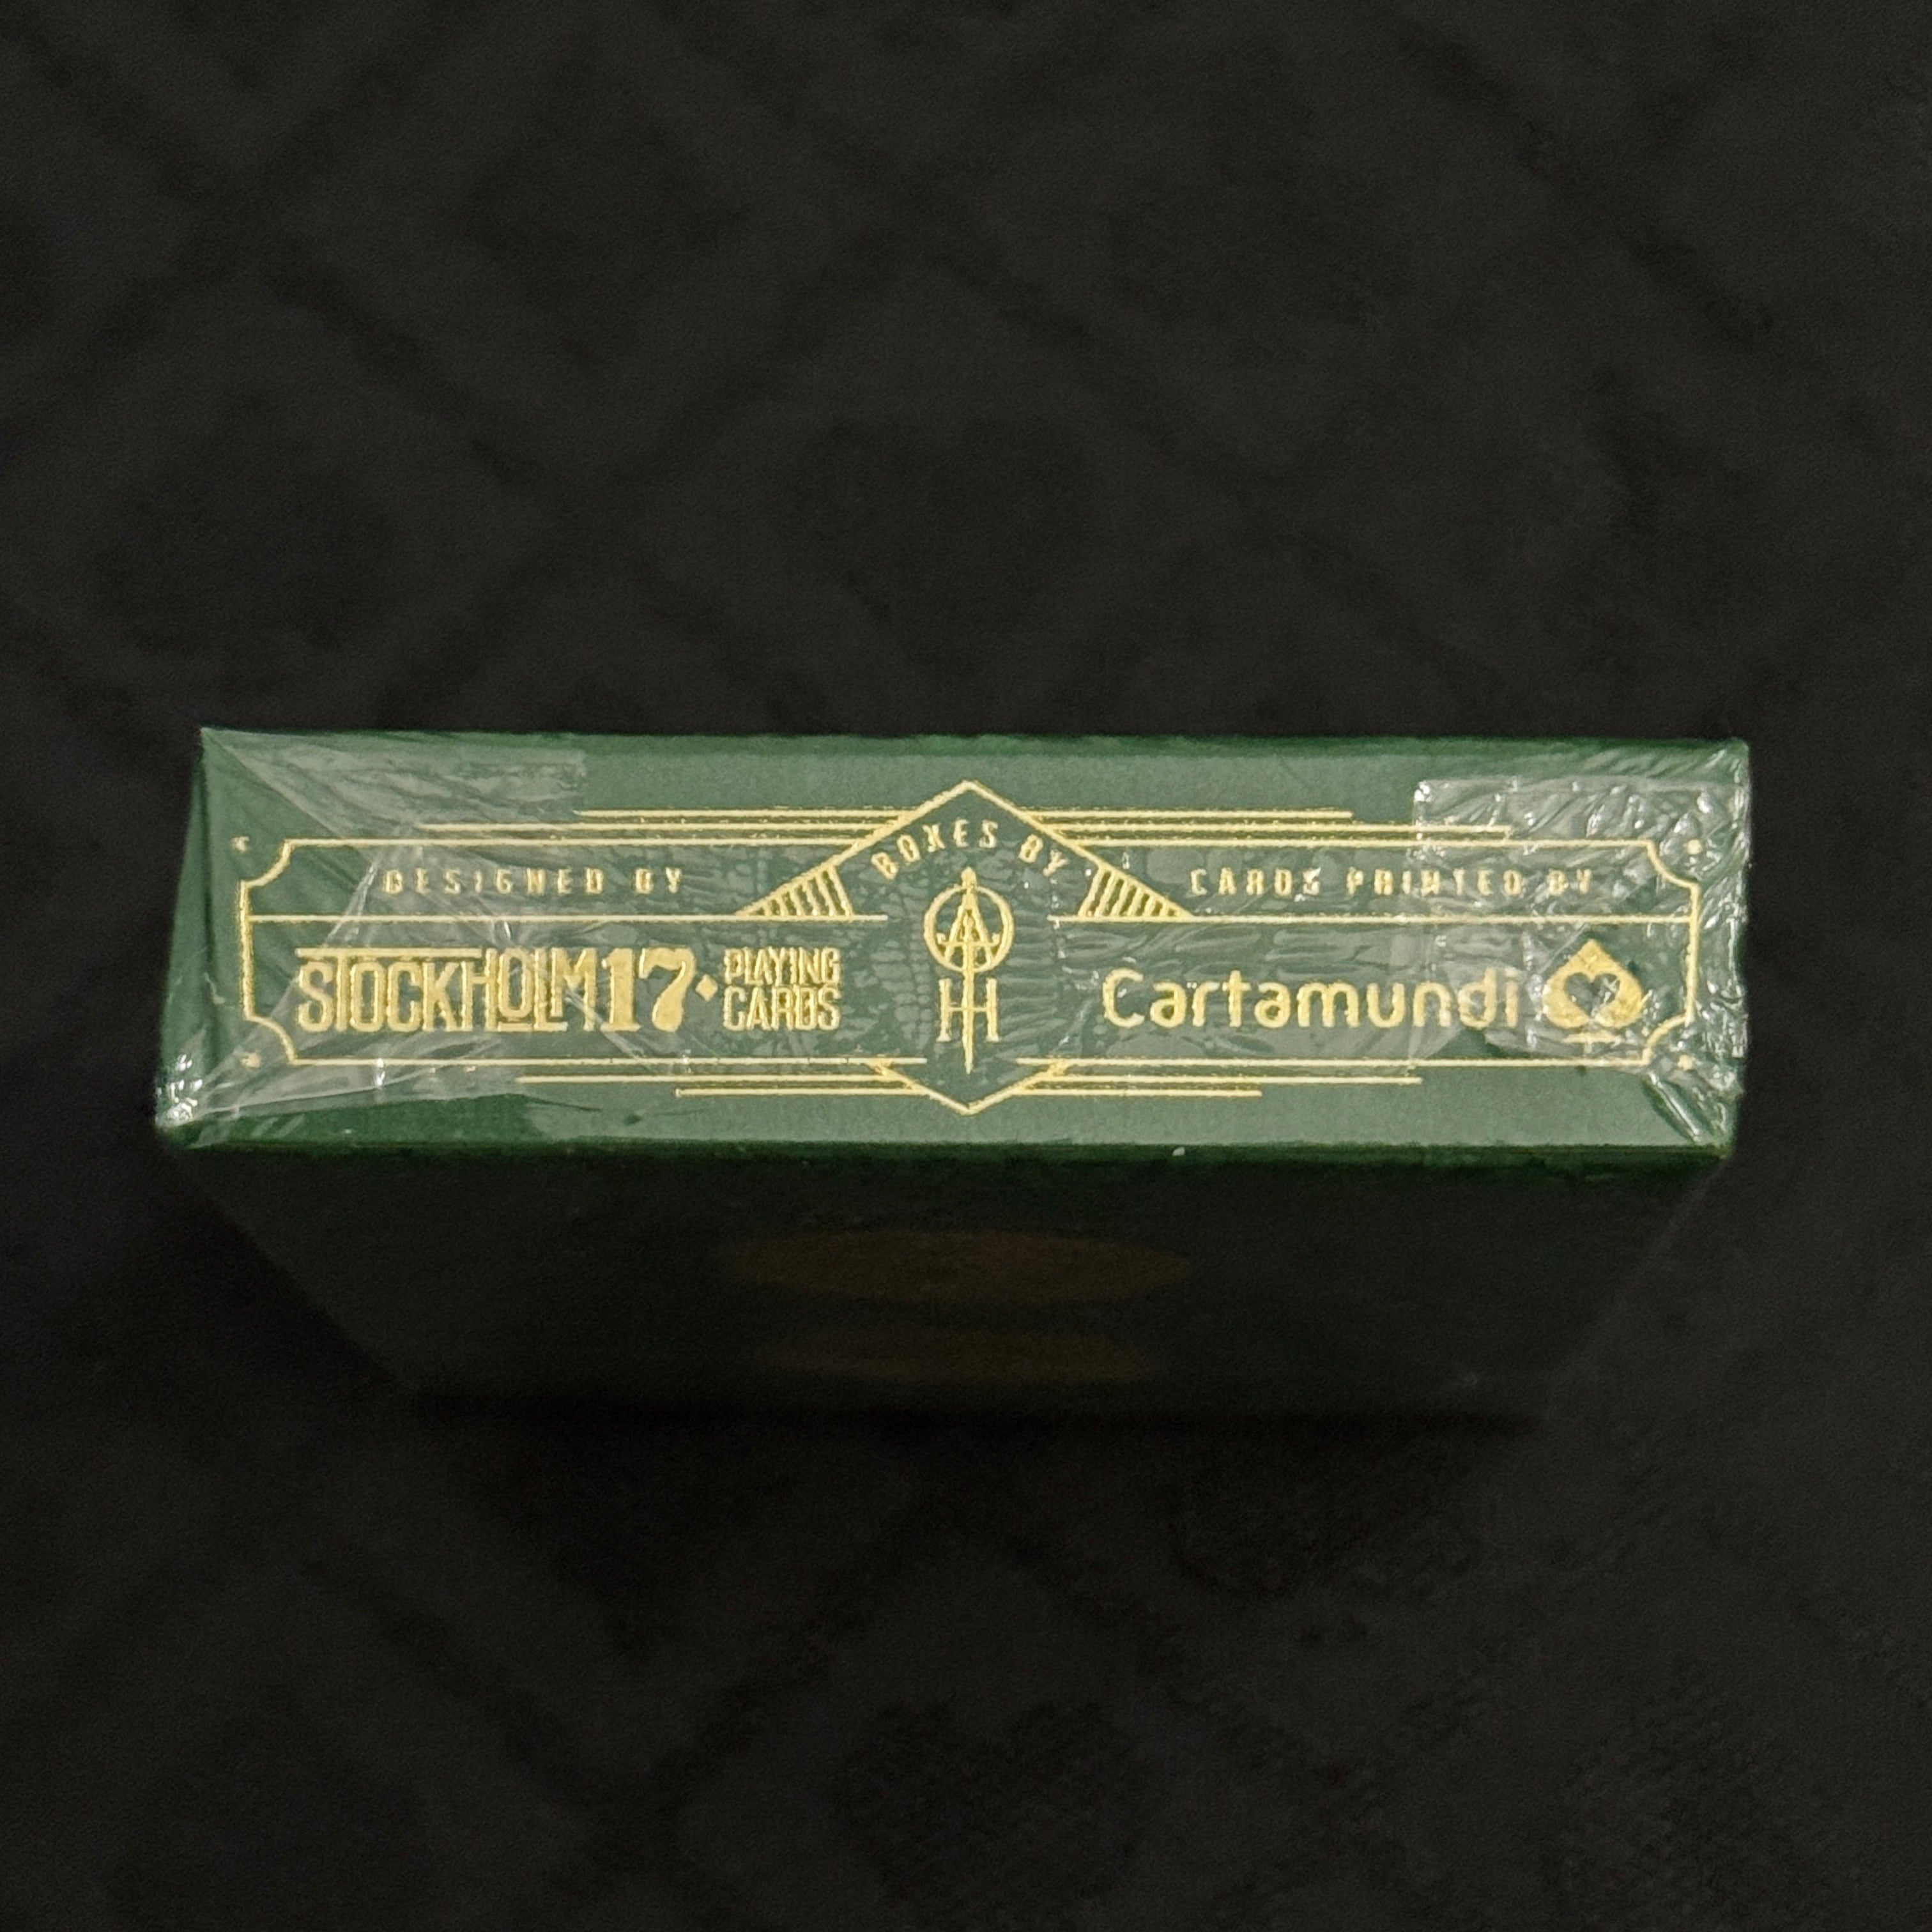 BOXES BY
DESIGNED BY
STOCKHOLM17
PLAYING
CARDS
CARDS PRINTED BY
Cartamundi